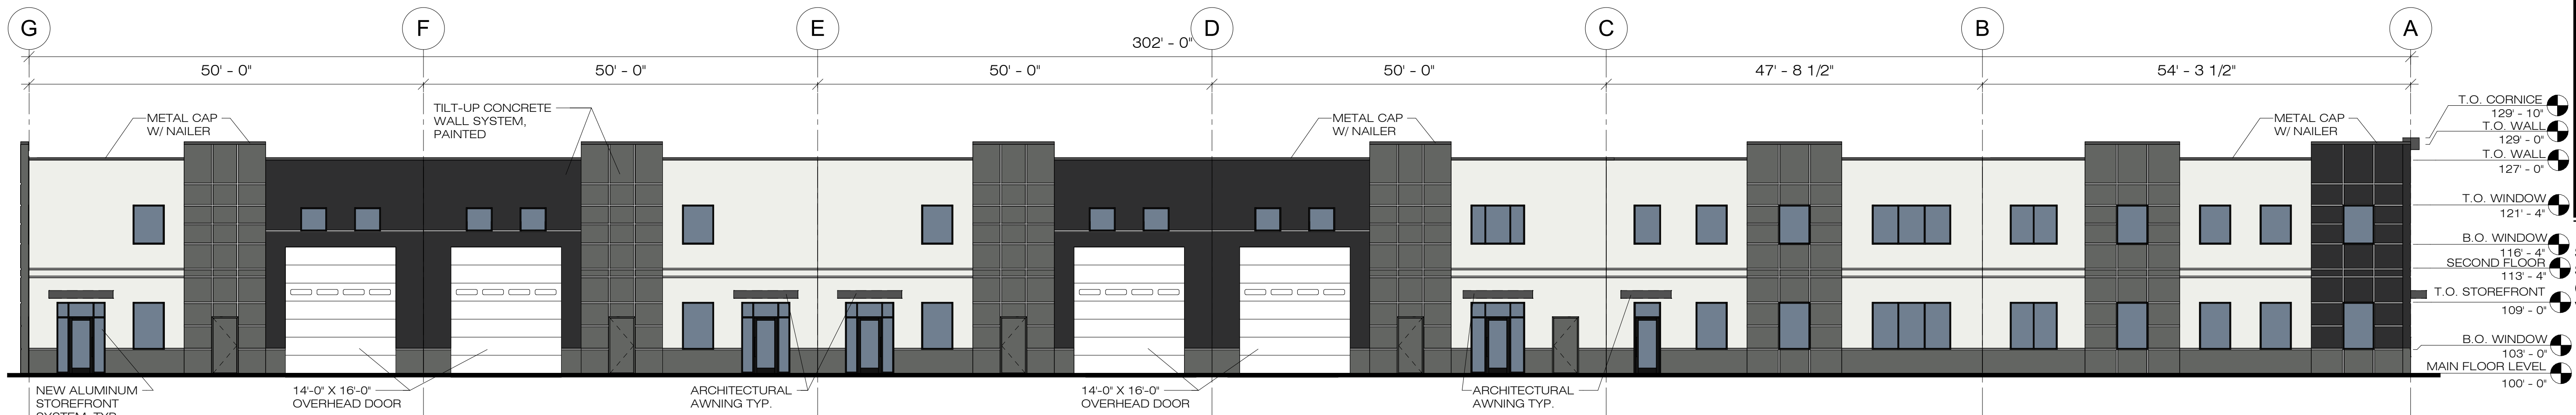 G
F
E
D
C
B
A
302' - 0"
50' - 0"
50' - 0"
50' - 0"
50' - 0"
47' - 8 1/2"
54' - 3 1/2"
METAL CAP
W/ NAILER
TILT-UP CONCRETE
WALL SYSTEM,
PAINTED
METAL CAP
W/ NAILER
METAL CAP
W/ NAILER
T.O. CORNICE
129' - 10"
T.O. WALL
129' - 0"
T.O. WALL
127' - 0"
T.O. WINDOW
121' - 4"
B.O. WINDOW
116' - 4"
SECOND FLOOR
113' - 4"
T.O. STOREFRONT
109' - 0"
B.O. WINDOW
103' - 0"
MAIN FLOOR LEVEL
100' - 0"
NEW ALUMINUM
STOREFRONT
SYSTEM, TYP.
14'-0" X 16'-0"
OVERHEAD DOOR
ARCHITECTURAL
AWNING TYP.
14'-0" X 16'-0"
OVERHEAD DOOR
ARCHITECTURAL
AWNING TYP.